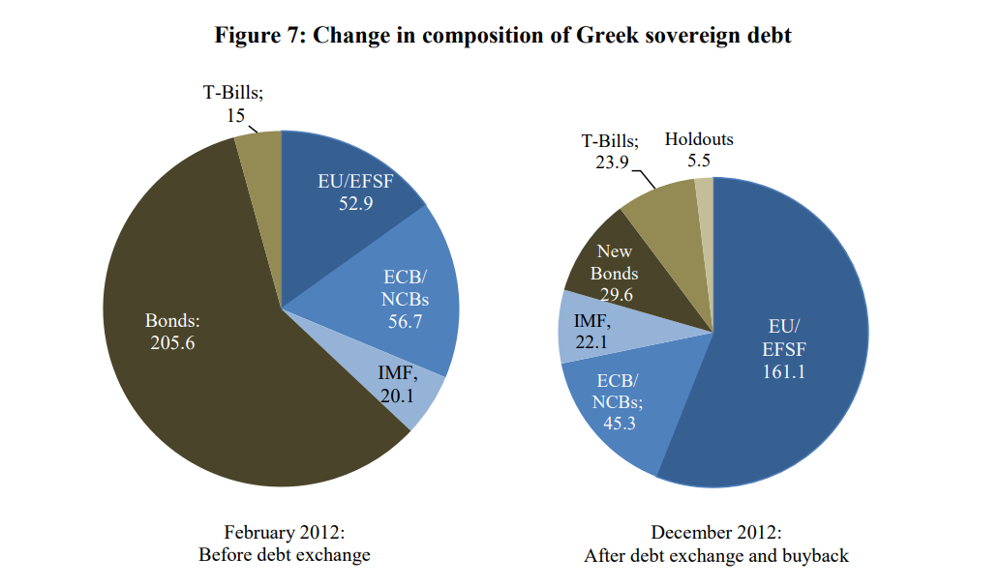 Figure 7: Change in composition of Greek sovereign debt
T-Bills;
15
EU/EFSF
52.9
ECB/
NCBs
56.7
IMF,
20.1
Bonds:
205.6
February 2012:
Before debt exchange
T-Bills;
23.9
Holdouts
5.5
New
Bonds
29.6
IMF,
22.1
ECB/
NCBs;
45.3
EU/
EFSF
161.1
December 2012:
After debt exchange and buyback